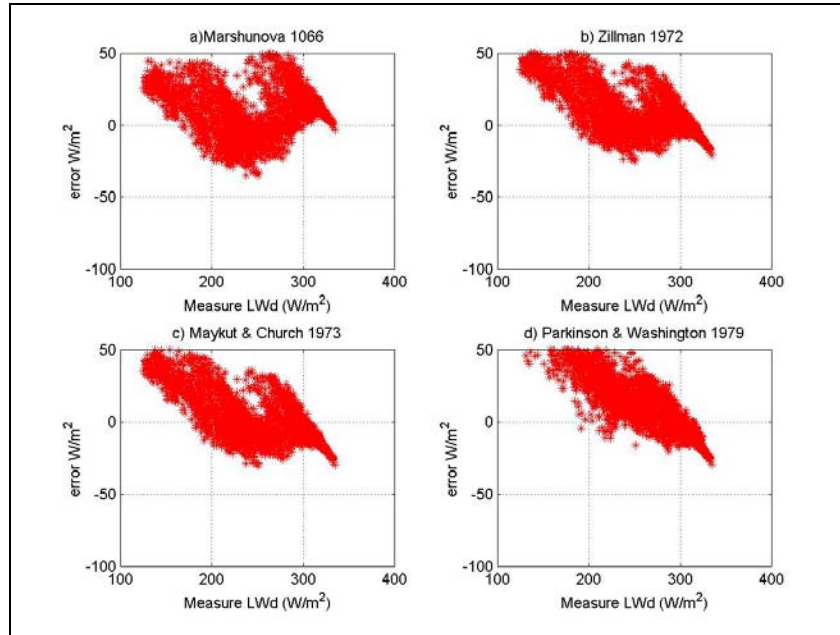 a)Marshunova 1066
50
0
-50
-100
error W/m²
100 200 300 400
Measure LWd (W/m²)
b) Zillman 1972
50
0
-50
-100
error W/m²
100 200 300 400
Measure LWd (W/m²)
c) Maykut & Church 1973
50
0
-50
-100
error W/m²
100 200 300 400
Measure LWd (W/m²)
d) Parkinson & Washington 1979
50
0
-50
-100
error W/m²
100 200 300 400
Measure LWd (W/m²)